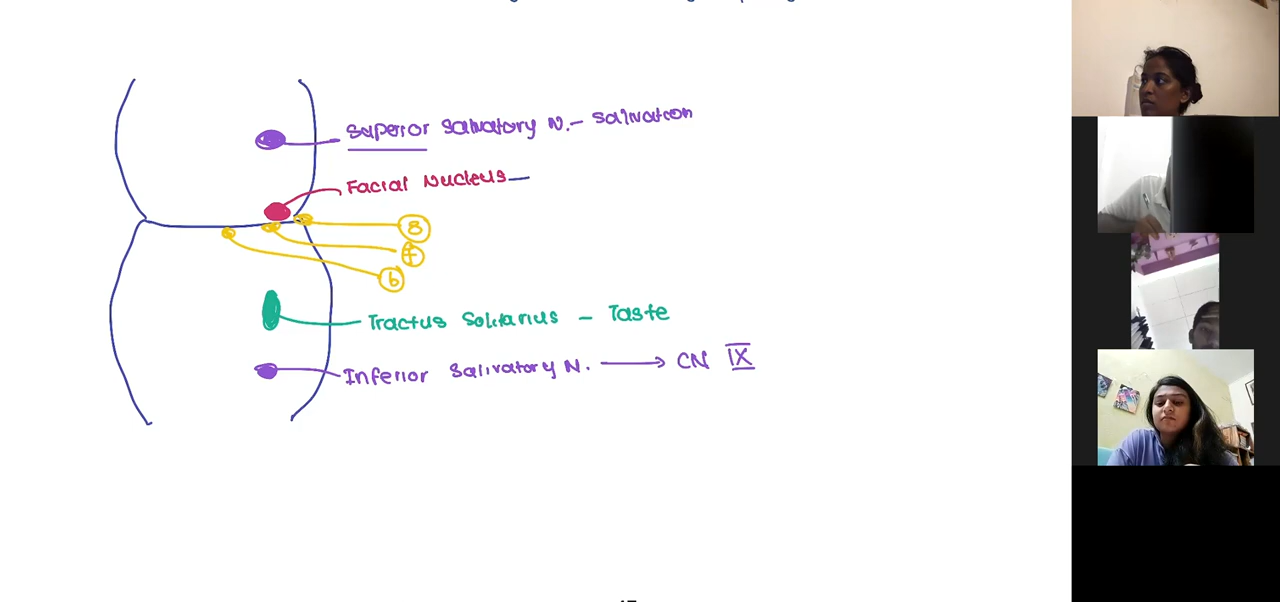 Superior Salivatory N. – Salivation
Facial Nucleus –
8
7
6
Tractus Solitarius – Taste
Inferior Salivatory N. → CN IX